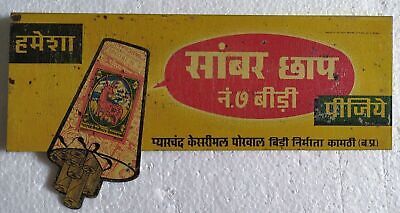 हमेशा
सांबर छाप
नं.७ बीड़ी
पीजिये
ग्यारचंद केसरीमल पोरवाल बिड़ी निर्माता कामठी (म.प्र.)